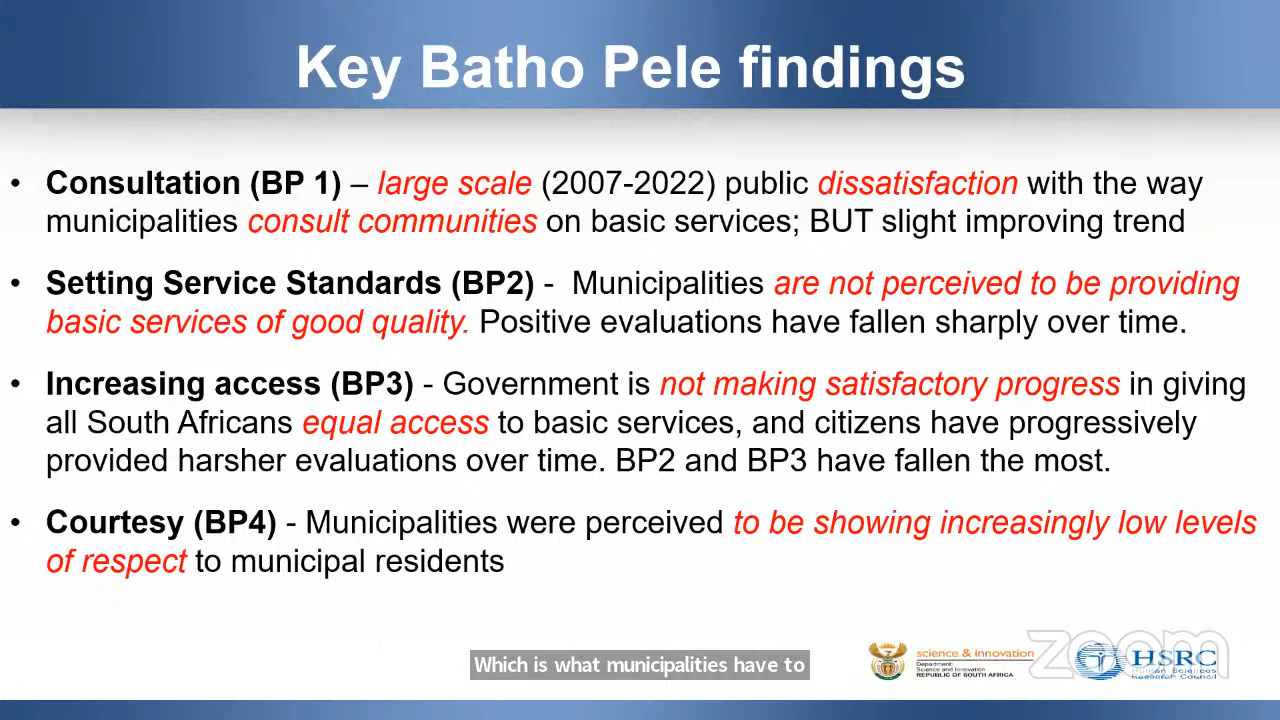 Key Batho Pele findings
• Consultation (BP 1) – large scale (2007-2022) public dissatisfaction with the way
municipalities consult communities on basic services; BUT slight improving trend
• Setting Service Standards (BP2) - Municipalities are not perceived to be providing
basic services of good quality. Positive evaluations have fallen sharply over time.
• Increasing access (BP3) - Government is not making satisfactory progress in giving
all South Africans equal access to basic services, and citizens have progressively
provided harsher evaluations over time. BP2 and BP3 have fallen the most.
• Courtesy (BP4) - Municipalities were perceived to be showing increasingly low levels
of respect to municipal residents
Which is what municipalities have to
science & innovation
Department:
Science and Innovation
REPUBLIC OF SOUTH AFRICA
zoom
HSRC
Human Sciences
Research Council